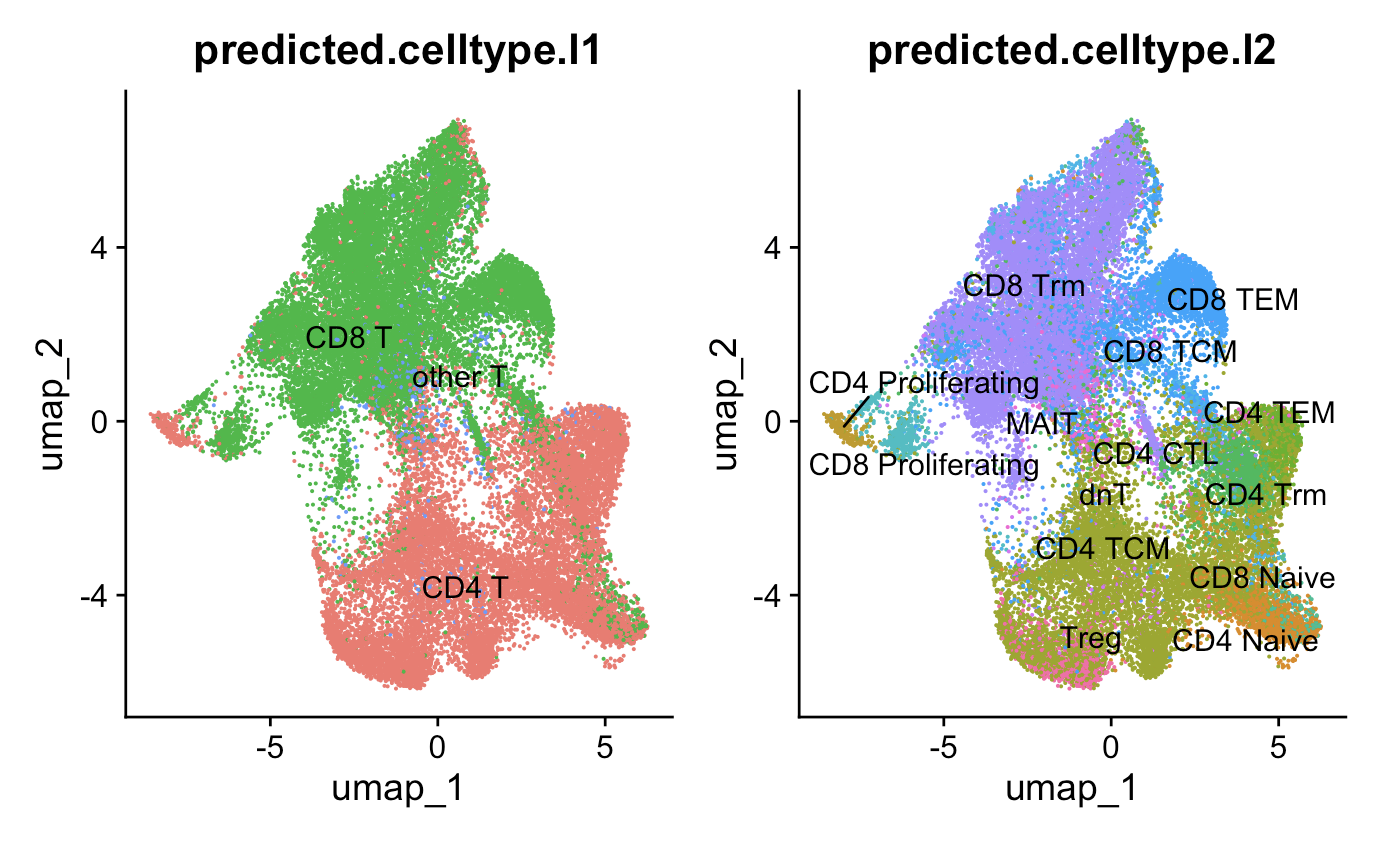 predicted.celltype.l1
4
0
-4
umap_2
CD8 T
other T
CD4 T
-5
0
5
umap_1
predicted.celltype.l2
4
0
-4
umap_2
CD8 Trm
CD8 TEM
CD8 TCM
CD4 Proliferating
CD4 TEM
MAIT
CD4 CTL
CD8 Proliferating
dnT
CD4 Trm
CD4 TCM
CD8 Naive
Treg
CD4 Naive
-5
0
5
umap_1